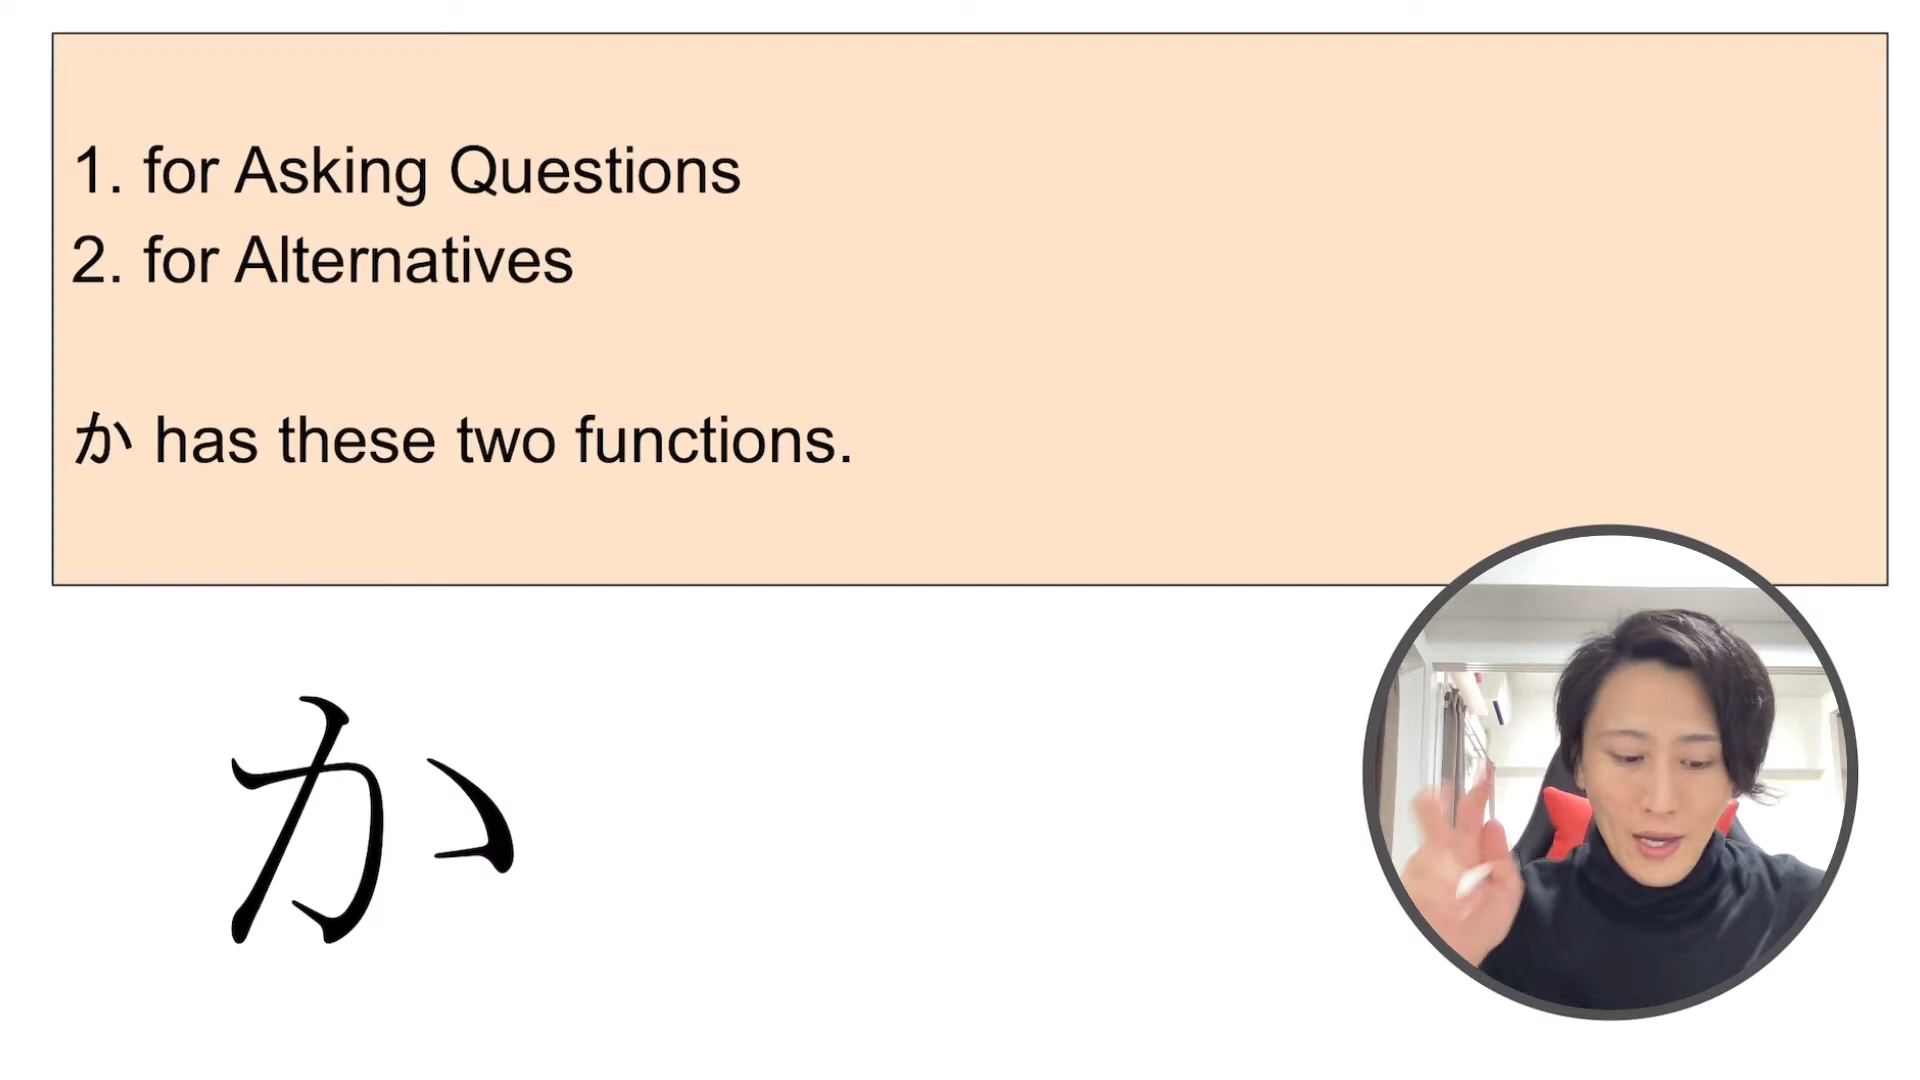 1. for Asking Questions
2. for Alternatives
か has these two functions.
か